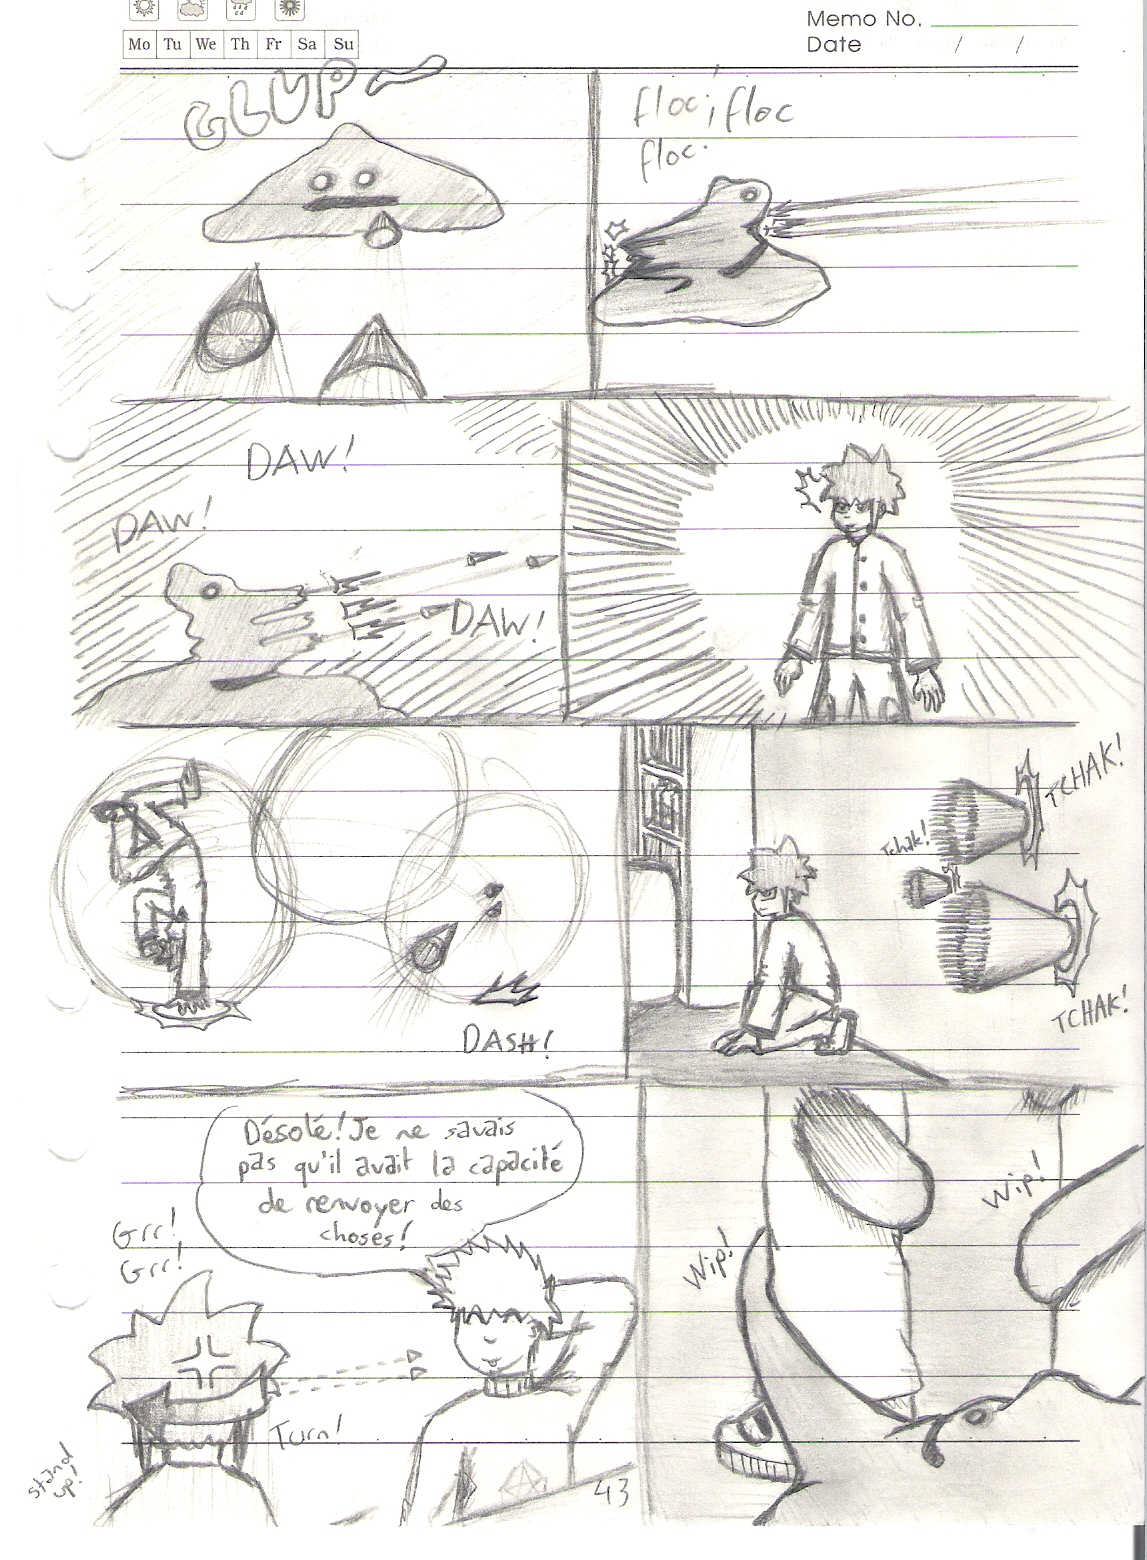 Memo No.
Date / /
Mo Tu We Th Fr Sa Su
GLUP
floc; floc
floc.
DAW!
DAW!
DAW!
DASH!
TCHAK!
Tchak!
TCHAK!
Désolé! Je ne savais
pas qu'il avait la capacité
de renvoyer des
choses!
Grr!
Grr!
Turn!
stand
up!
Wip!
Wip!
43